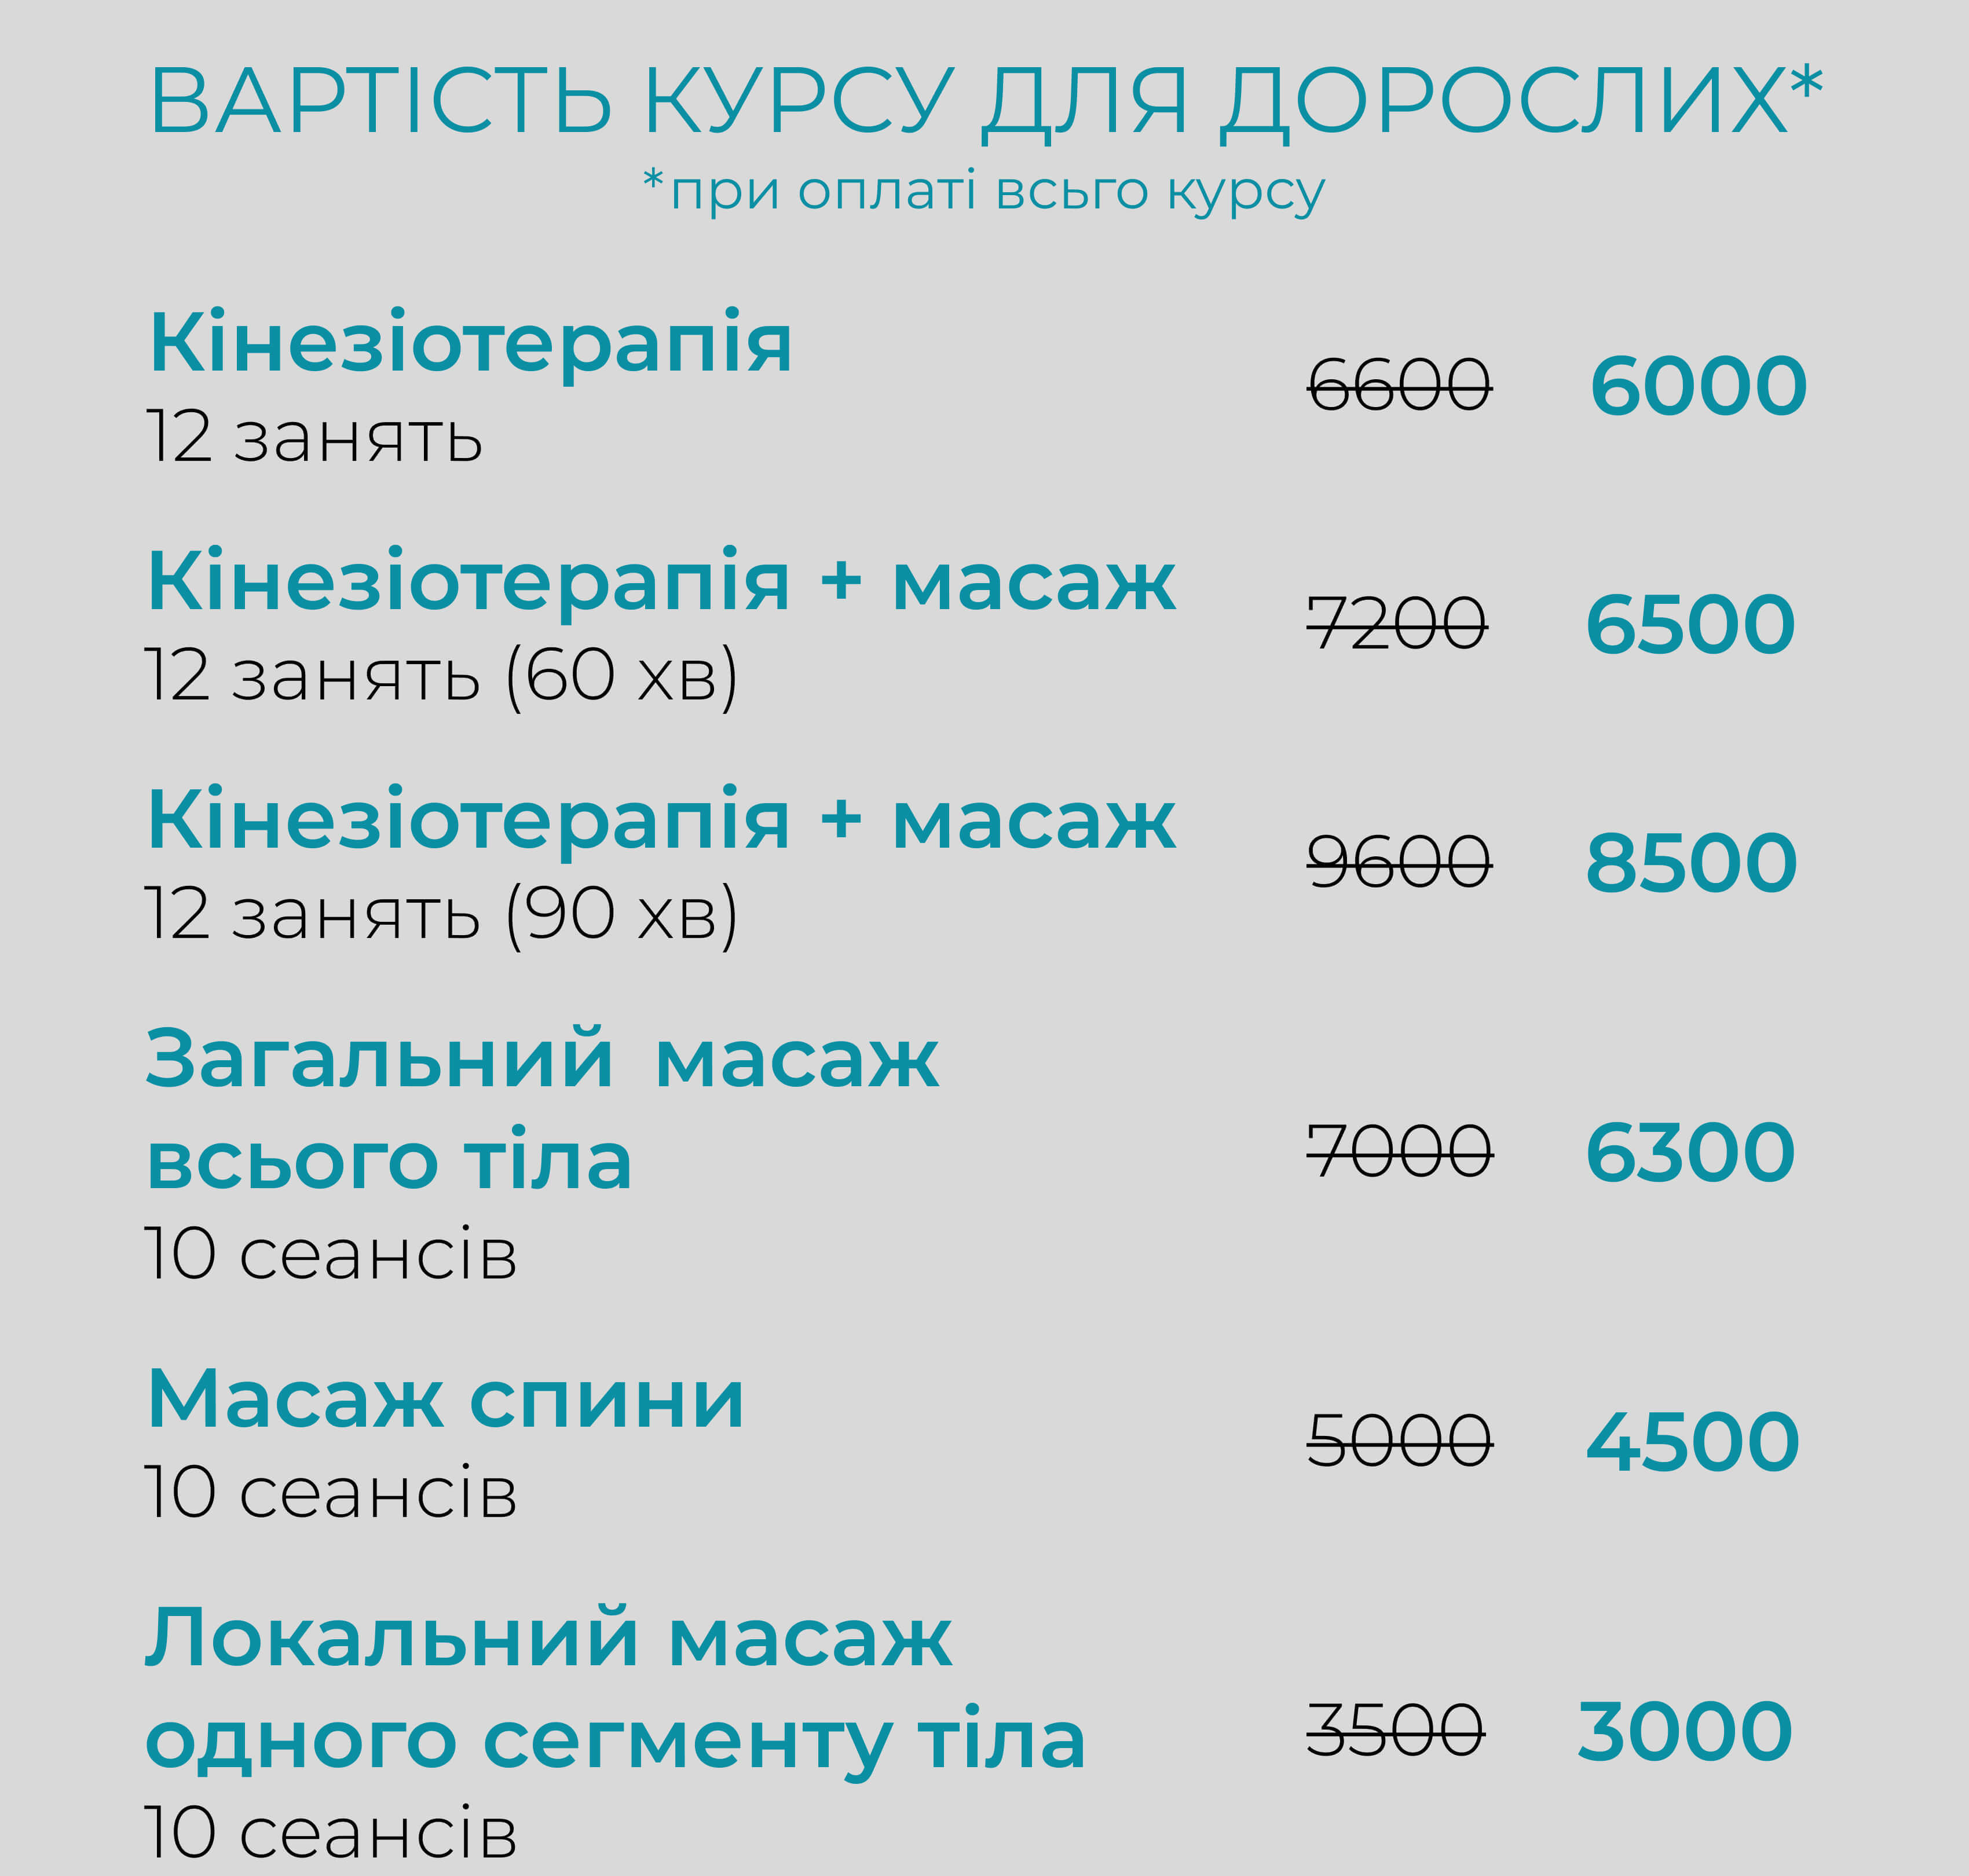 ВАРТІСТЬ КУРСУ ДЛЯ ДОРОСЛИХ*
*при оплаті всього курсу
Кінезіотерапія
12 занять
6600 6000
Кінезіотерапія + масаж
12 занять (60 хв)
7200 6500
Кінезіотерапія + масаж
12 занять (90 хв)
9600 8500
Загальний масаж
всього тіла
10 сеансів
7000 6300
Масаж спини
10 сеансів
5000 4500
Локальний масаж
одного сегменту тіла
10 сеансів
3500 3000